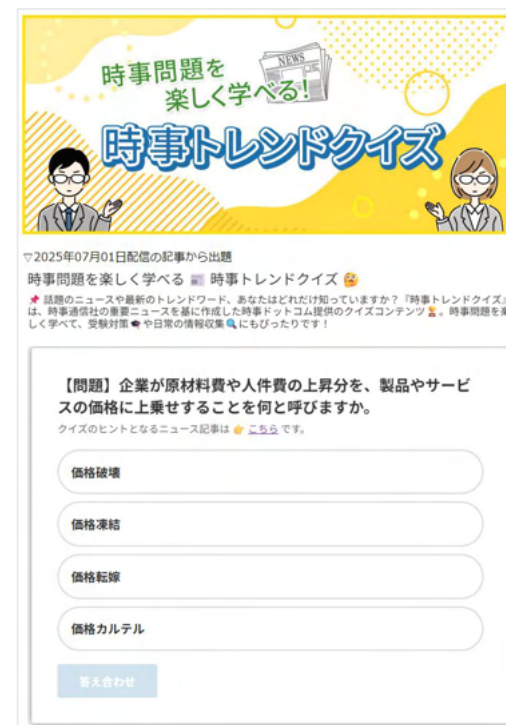 時事問題を
楽しく学べる!
NEWS
時事トレンドクイズ
▽2025年07月01日配信の記事から出題
時事問題を楽しく学べる 📰 時事トレンドクイズ 🥳
📌 話題のニュースや最新のトレンドワード、あなたはどれだけ知っていますか?『時事トレンドクイズ』
は、時事通信社の重要ニュースを基に作成した時事ドットコム提供のクイズコンテンツ🏆。時事問題を楽
しく学べて、受験対策🎓や日常の情報収集🔍にもぴったりです!
【問題】企業が原材料費や人件費の上昇分を、製品やサービ
スの価格に上乗せすることを何と呼びますか。
クイズのヒントとなるニュース記事は 👉 こちら です。
価格破壊
価格凍結
価格転嫁
価格カルテル
答え合わせ